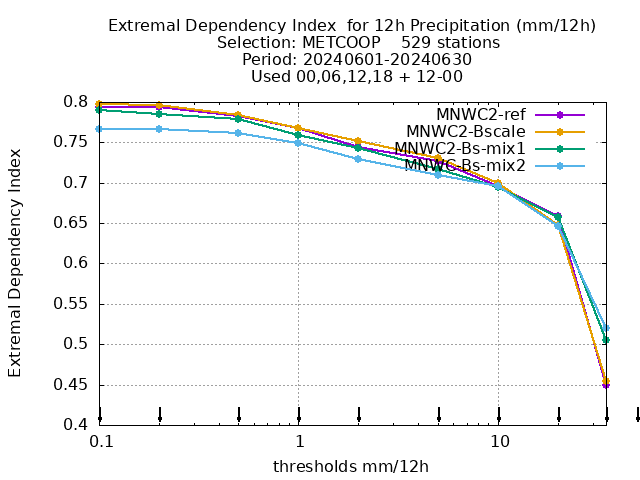 Extremal Dependency Index  for 12h Precipitation (mm/12h)
Selection: METCOOP    529 stations
Period: 20240601-20240630
Used 00,06,12,18 + 12-00
Extremal Dependency Index
0.8
0.75
0.7
0.65
0.6
0.55
0.5
0.45
0.4
MNWC2-ref
MNWC2-Bscale
MNWC2-Bs-mix1
MNWC-Bs-mix2
0.1
1
10
thresholds mm/12h